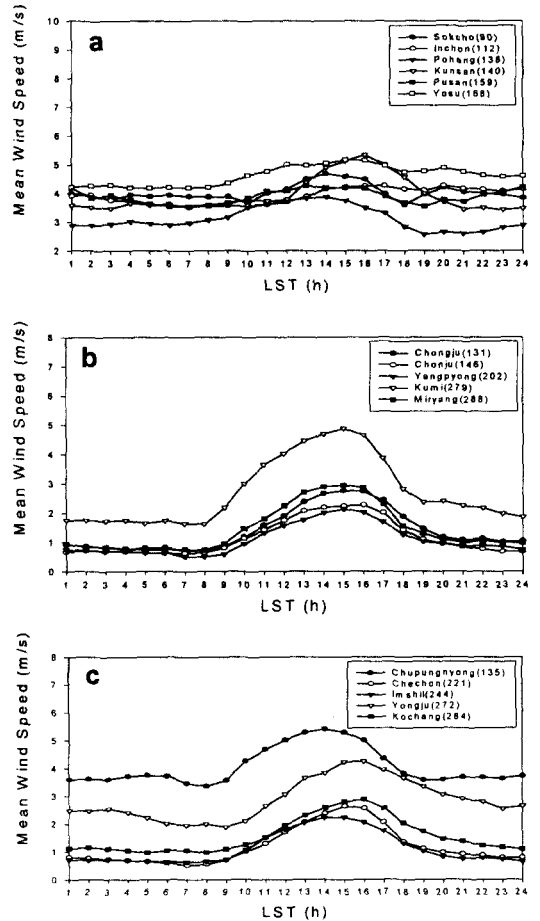 a
Mean Wind Speed (m/s)
10
9
8
7
6
5
4
3
2
Sokcho(90)
Inchon(112)
Pohang(138)
Kunsan(140)
Pusan(159)
Yosu(168)
1 2 3 4 5 6 7 8 9 10 11 12 13 14 15 16 17 18 19 20 21 22 23 24
LST (h)
b
Mean Wind Speed (m/s)
8
7
6
5
4
3
2
1
0
Chongju(131)
Chonju(146)
Yangpyong(202)
Kumi(279)
Miryang(288)
1 2 3 4 5 6 7 8 9 10 11 12 13 14 15 16 17 18 19 20 21 22 23 24
LST (h)
c
Mean Wind Speed (m/s)
8
7
6
5
4
3
2
1
0
Chupungnyong(135)
Chechon(221)
Imshil(244)
Yongju(272)
Kochang(284)
1 2 3 4 5 6 7 8 9 10 11 12 13 14 15 16 17 18 19 20 21 22 23 24
LST (h)